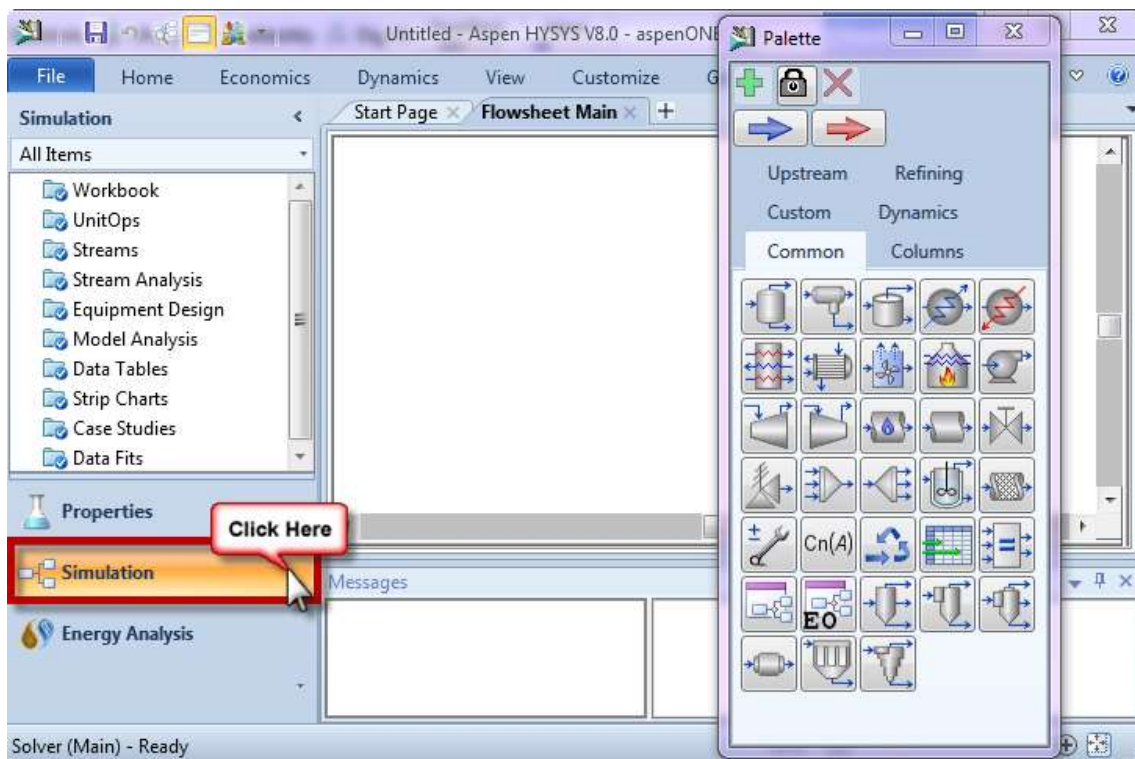 Untitled - Aspen HYSYS V8.0 - aspenONE
File Home Economics Dynamics View Customize
Simulation
All Items
Workbook
UnitOps
Streams
Stream Analysis
Equipment Design
Model Analysis
Data Tables
Strip Charts
Case Studies
Data Fits
Properties
Simulation
Energy Analysis
Click Here
Start Page Flowsheet Main
Messages
Palette
Upstream Refining
Custom Dynamics
Common Columns
Cn(A)
EO
Solver (Main) - Ready